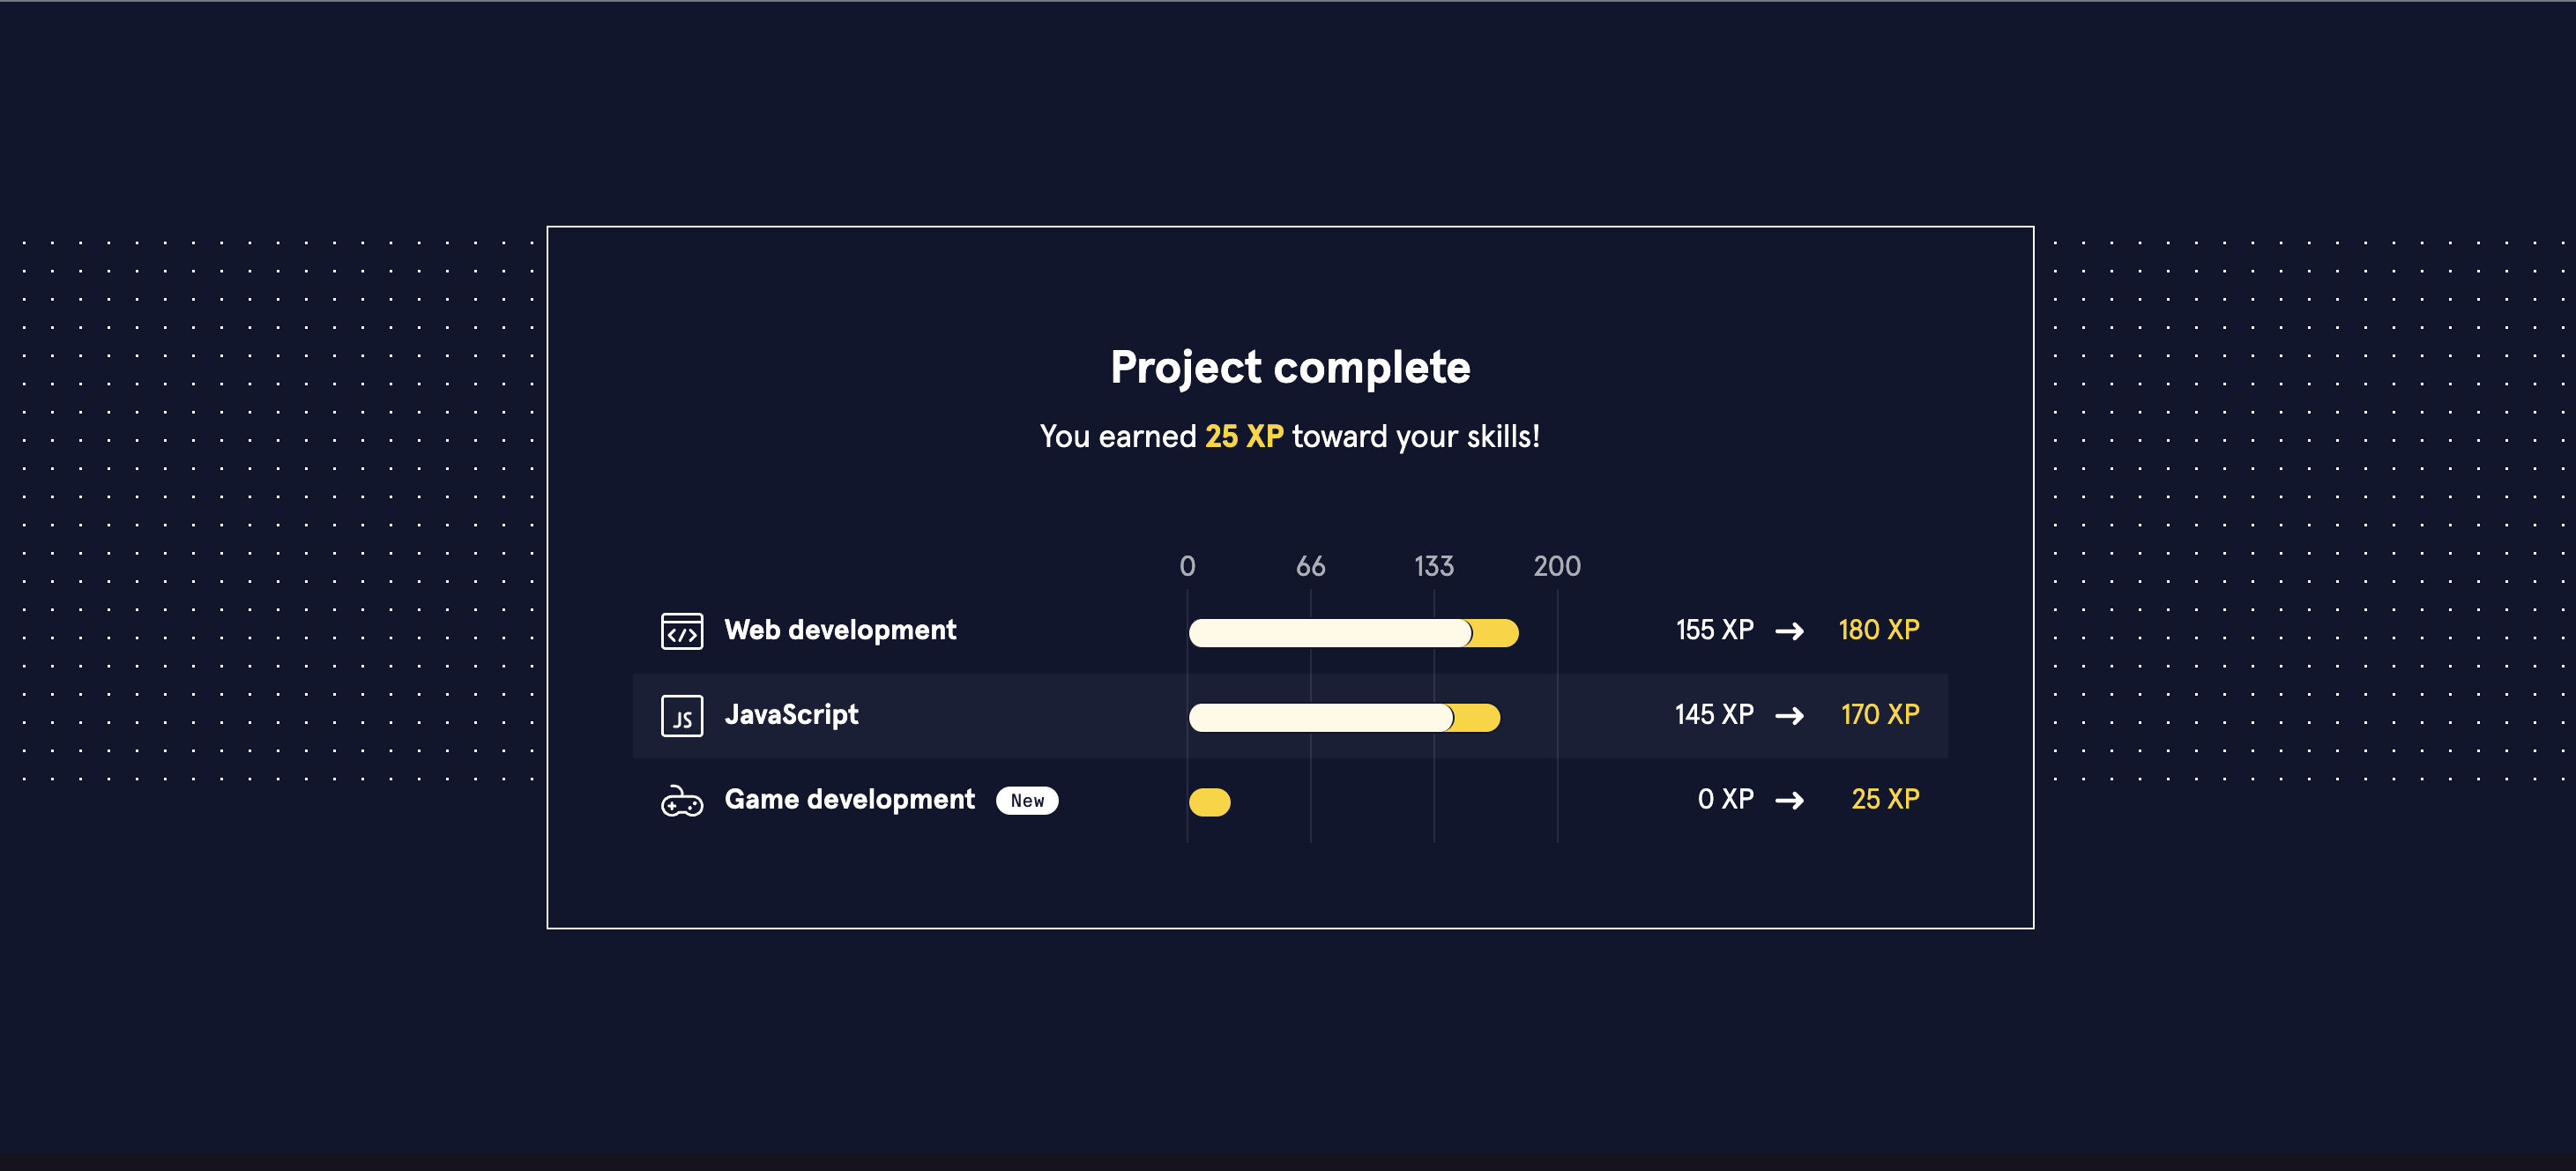 Project complete
You earned 25 XP toward your skills!
0 66 133 200
</> Web development 155 XP → 180 XP
JS JavaScript 145 XP → 170 XP
Game development New 0 XP → 25 XP